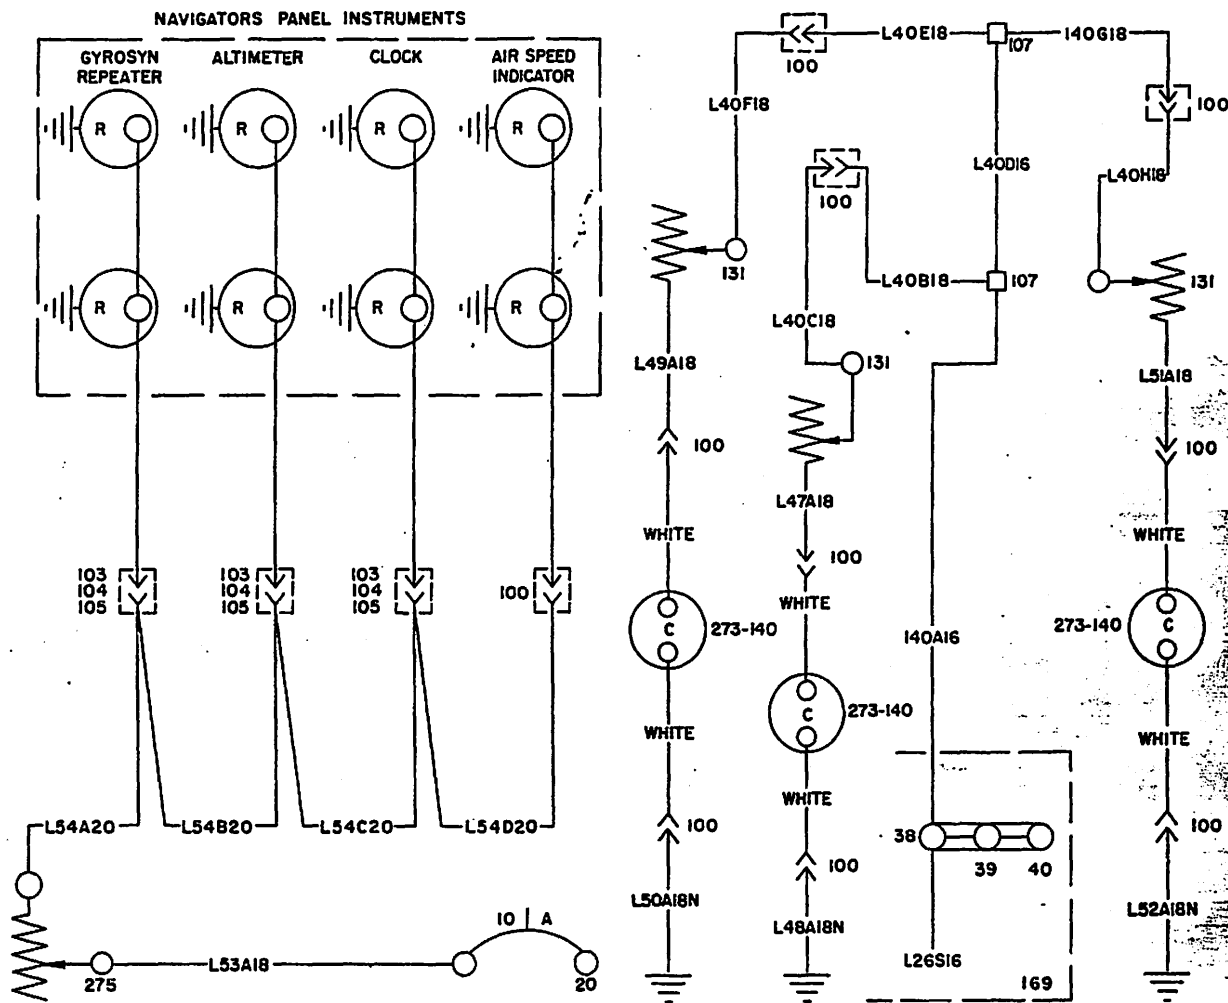 NAVIGATORS PANEL INSTRUMENTS
GYROSYN REPEATER
ALTIMETER
CLOCK
AIR SPEED INDICATOR
R
R
R
R
R
R
R
R
103
104
105
103
104
105
103
104
105
100
L54A20
L54B20
L54C20
L54D20
275
L53A18
10 A
20
100
L40E18
107
140G18
L40F18
100
L40D16
100
L40H18
131
L40B18
107
L40C18
131
131
L49A18
L51A18
100
100
L47A18
WHITE
100
WHITE
WHITE
C
273-140
C
273-140
140A16
273-140
C
WHITE
WHITE
WHITE
100
38
39
40
100
100
L50A18N
L48A18N
L52A18N
L26S16
169